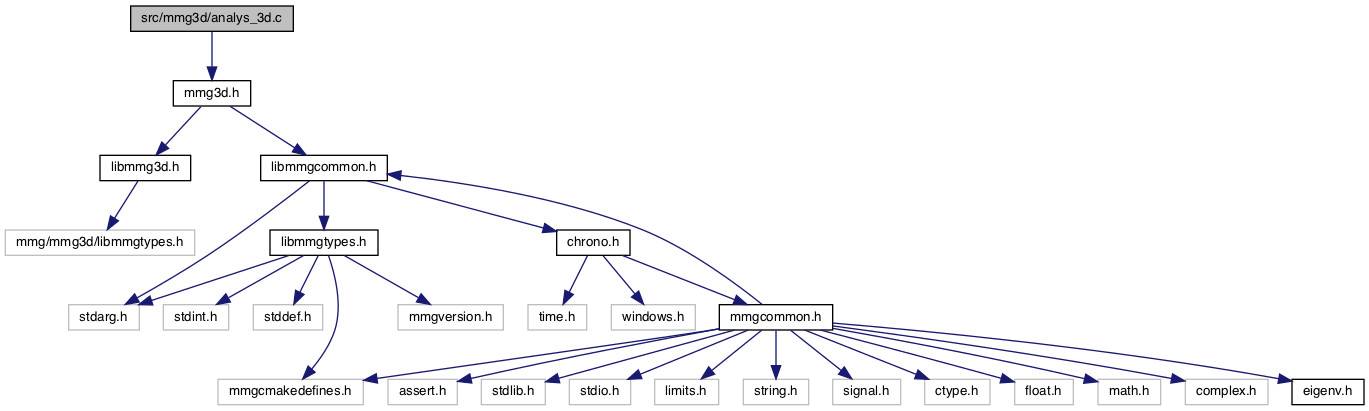 src/mmg3d/analys_3d.c
mmg3d.h
libmmg3d.h
libmmgcommon.h
mmg/mmg3d/libmmgtypes.h
libmmgtypes.h
chrono.h
stdarg.h
stdint.h
stddef.h
mmgversion.h
time.h
windows.h
mmgcommon.h
mmgcmakedefines.h
assert.h
stdlib.h
stdio.h
limits.h
string.h
signal.h
ctype.h
float.h
math.h
complex.h
eigenv.h